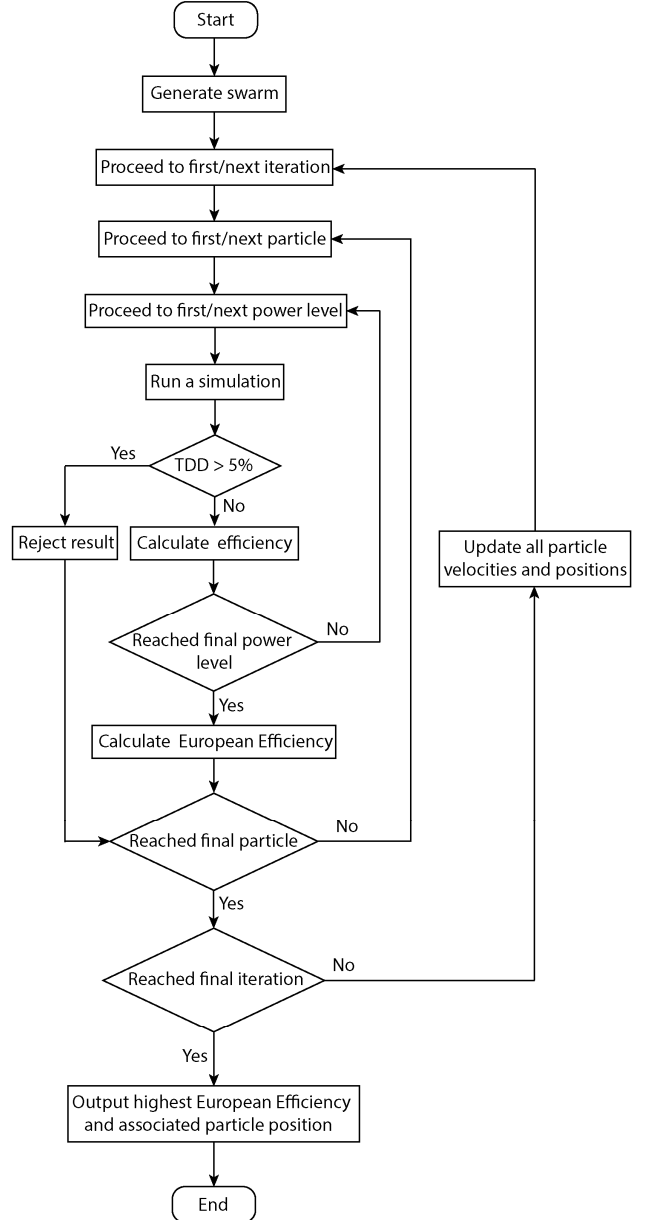 Start
Generate swarm
Proceed to first/next iteration
Proceed to first/next particle
Proceed to first/next power level
Run a simulation
Yes
TDD > 5%
No
Reject result
Calculate efficiency
Update all particle
velocities and positions
No
Reached final power
level
Yes
Calculate European Efficiency
No
Reached final particle
Yes
No
Reached final iteration
Yes
Output highest European Efficiency
and associated particle position
End